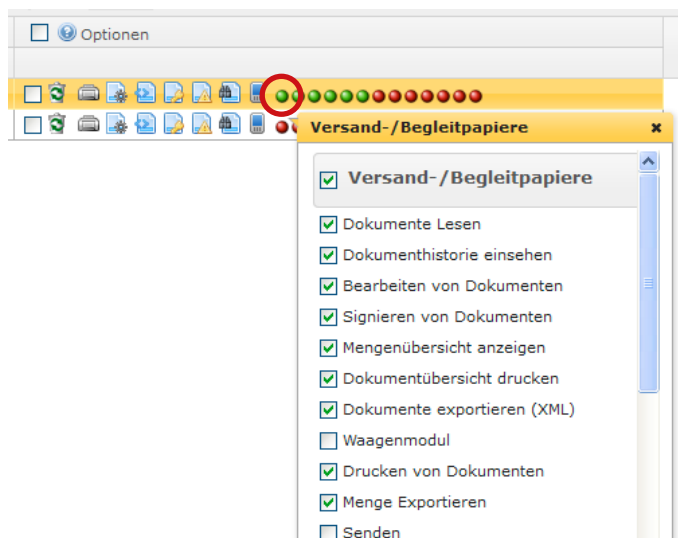 Optionen
Versand-/Begleitpapiere
Versand-/Begleitpapiere
Dokumente Lesen
Dokumenthistorie einsehen
Bearbeiten von Dokumenten
Signieren von Dokumenten
Mengenübersicht anzeigen
Dokumentübersicht drucken
Dokumente exportieren (XML)
Waagenmodul
Drucken von Dokumenten
Menge Exportieren
Senden